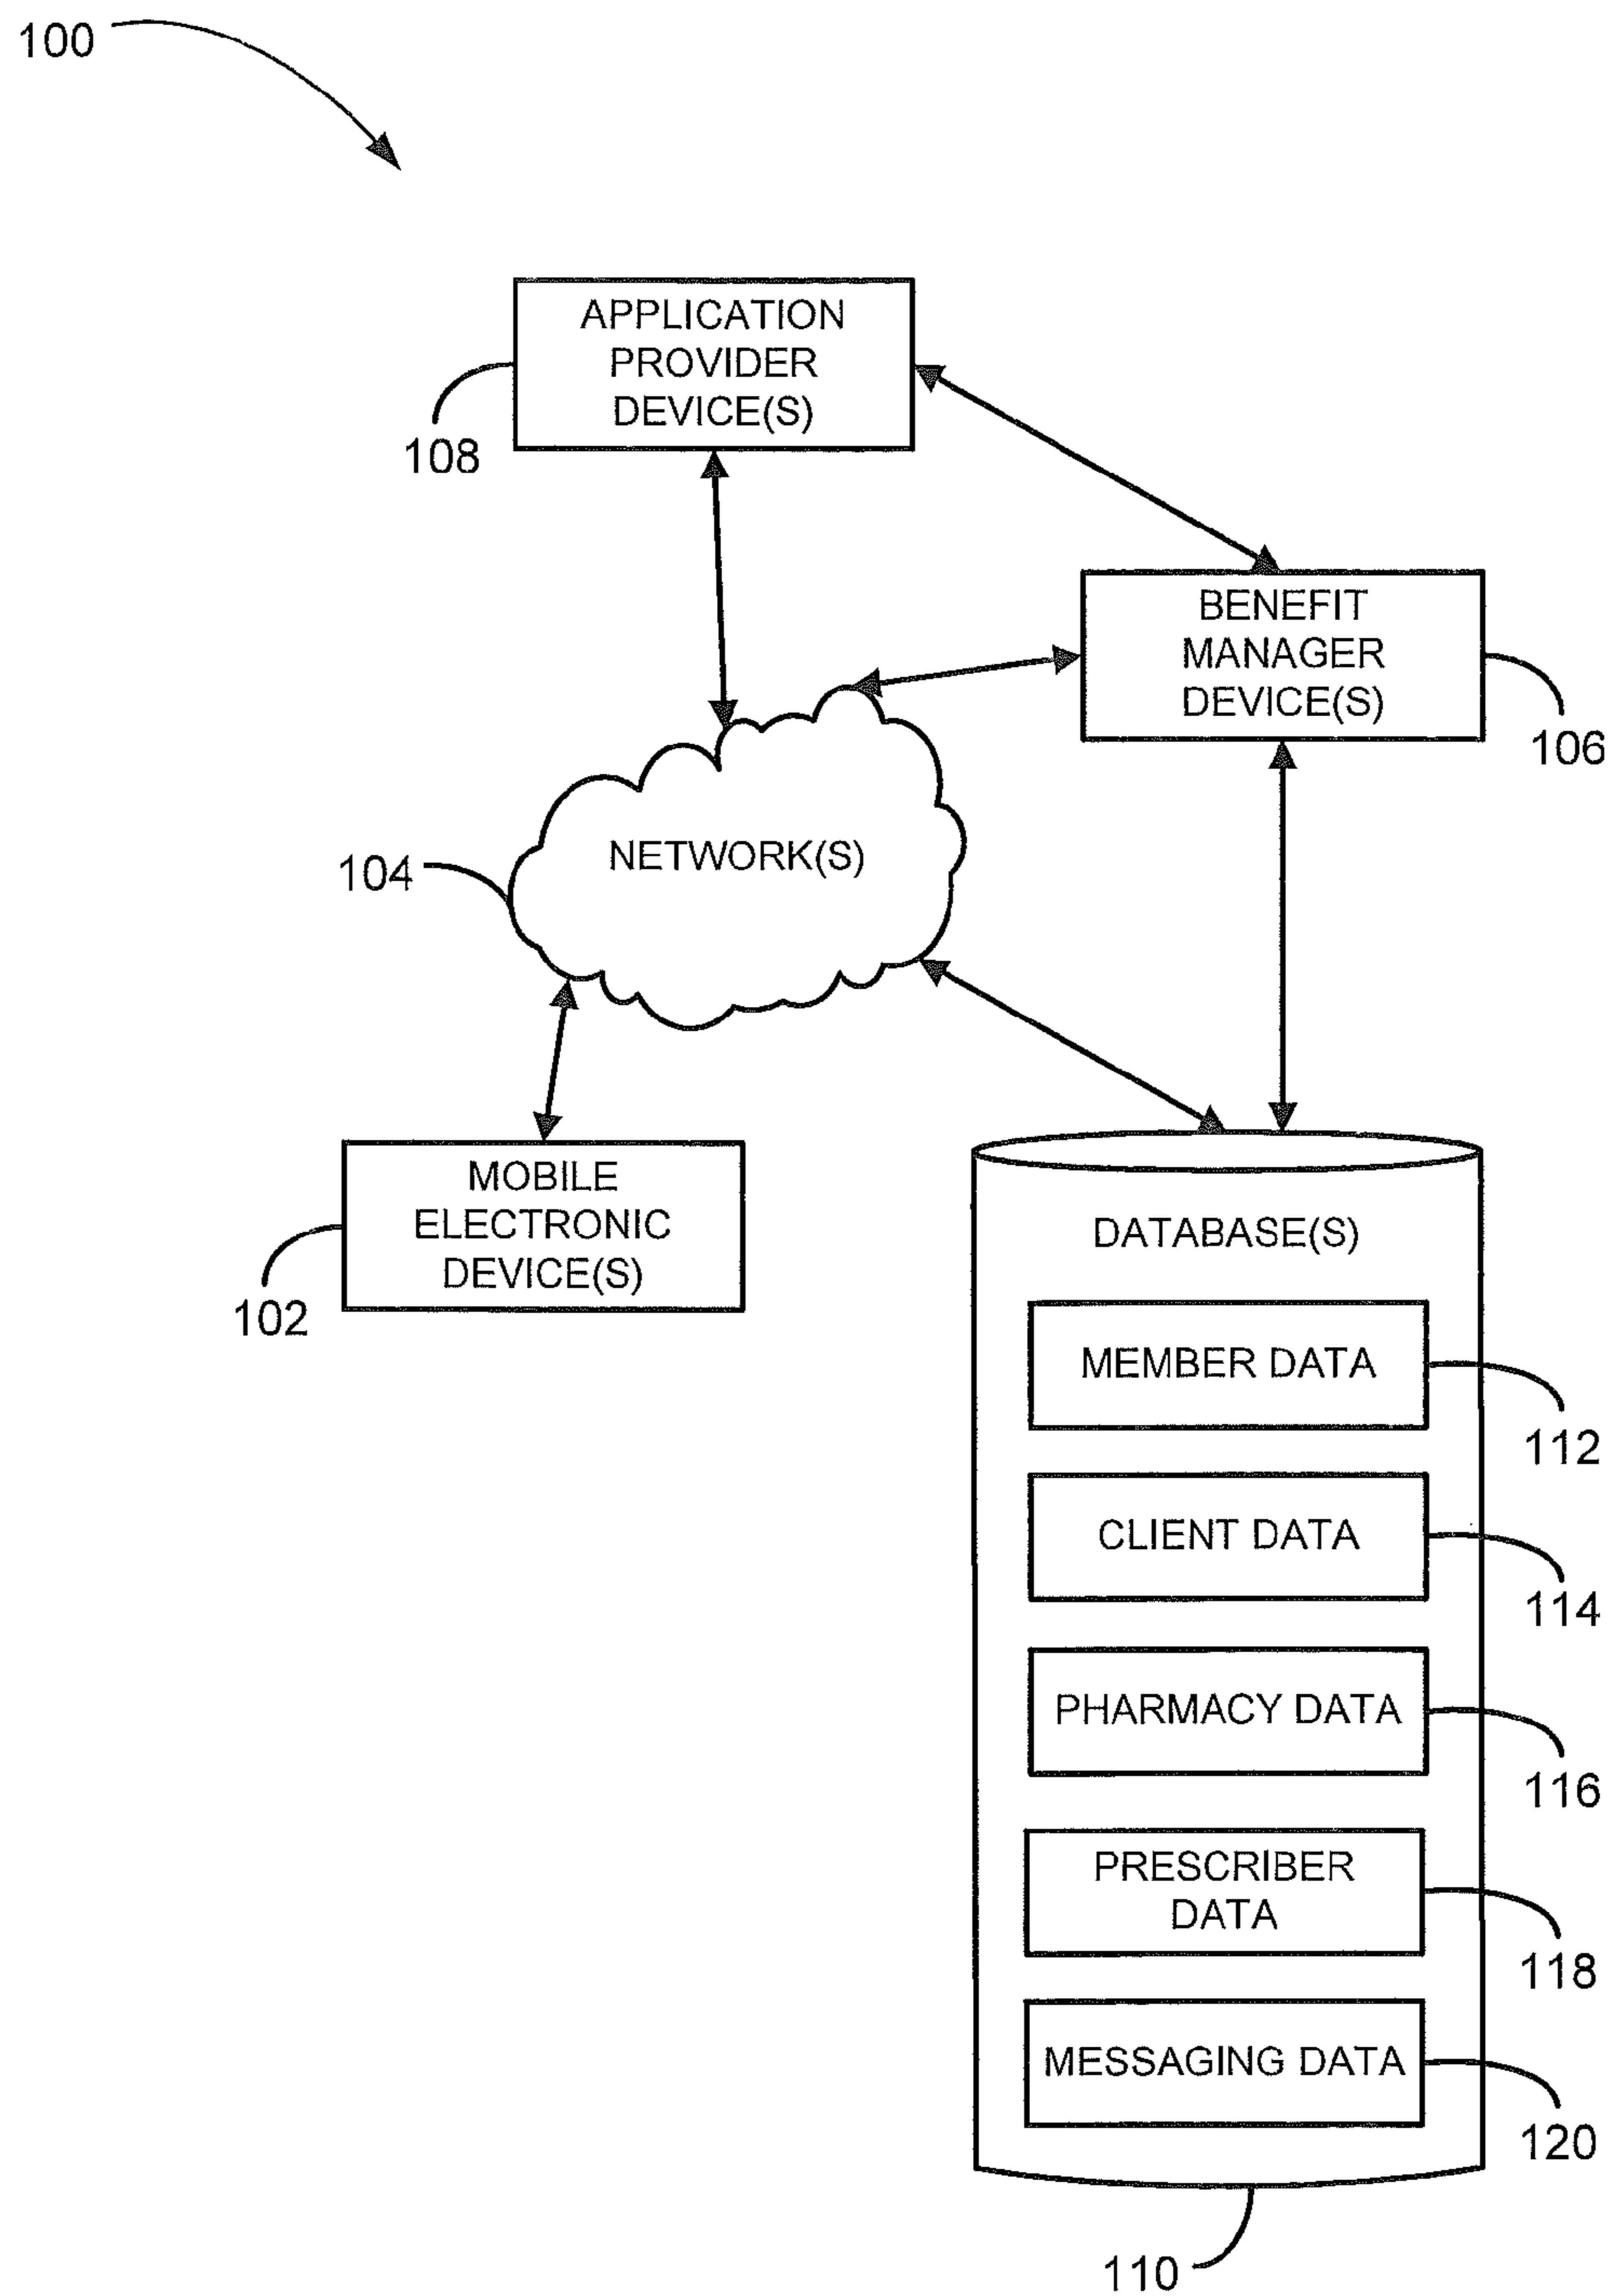 100
APPLICATION
PROVIDER
DEVICE(S)
108
BENEFIT
MANAGER
DEVICE(S)
106
NETWORK(S)
104
MOBILE
ELECTRONIC
DEVICE(S)
102
DATABASE(S)
MEMBER DATA
112
CLIENT DATA
114
PHARMACY DATA
116
PRESCRIBER
DATA
118
MESSAGING DATA
120
110